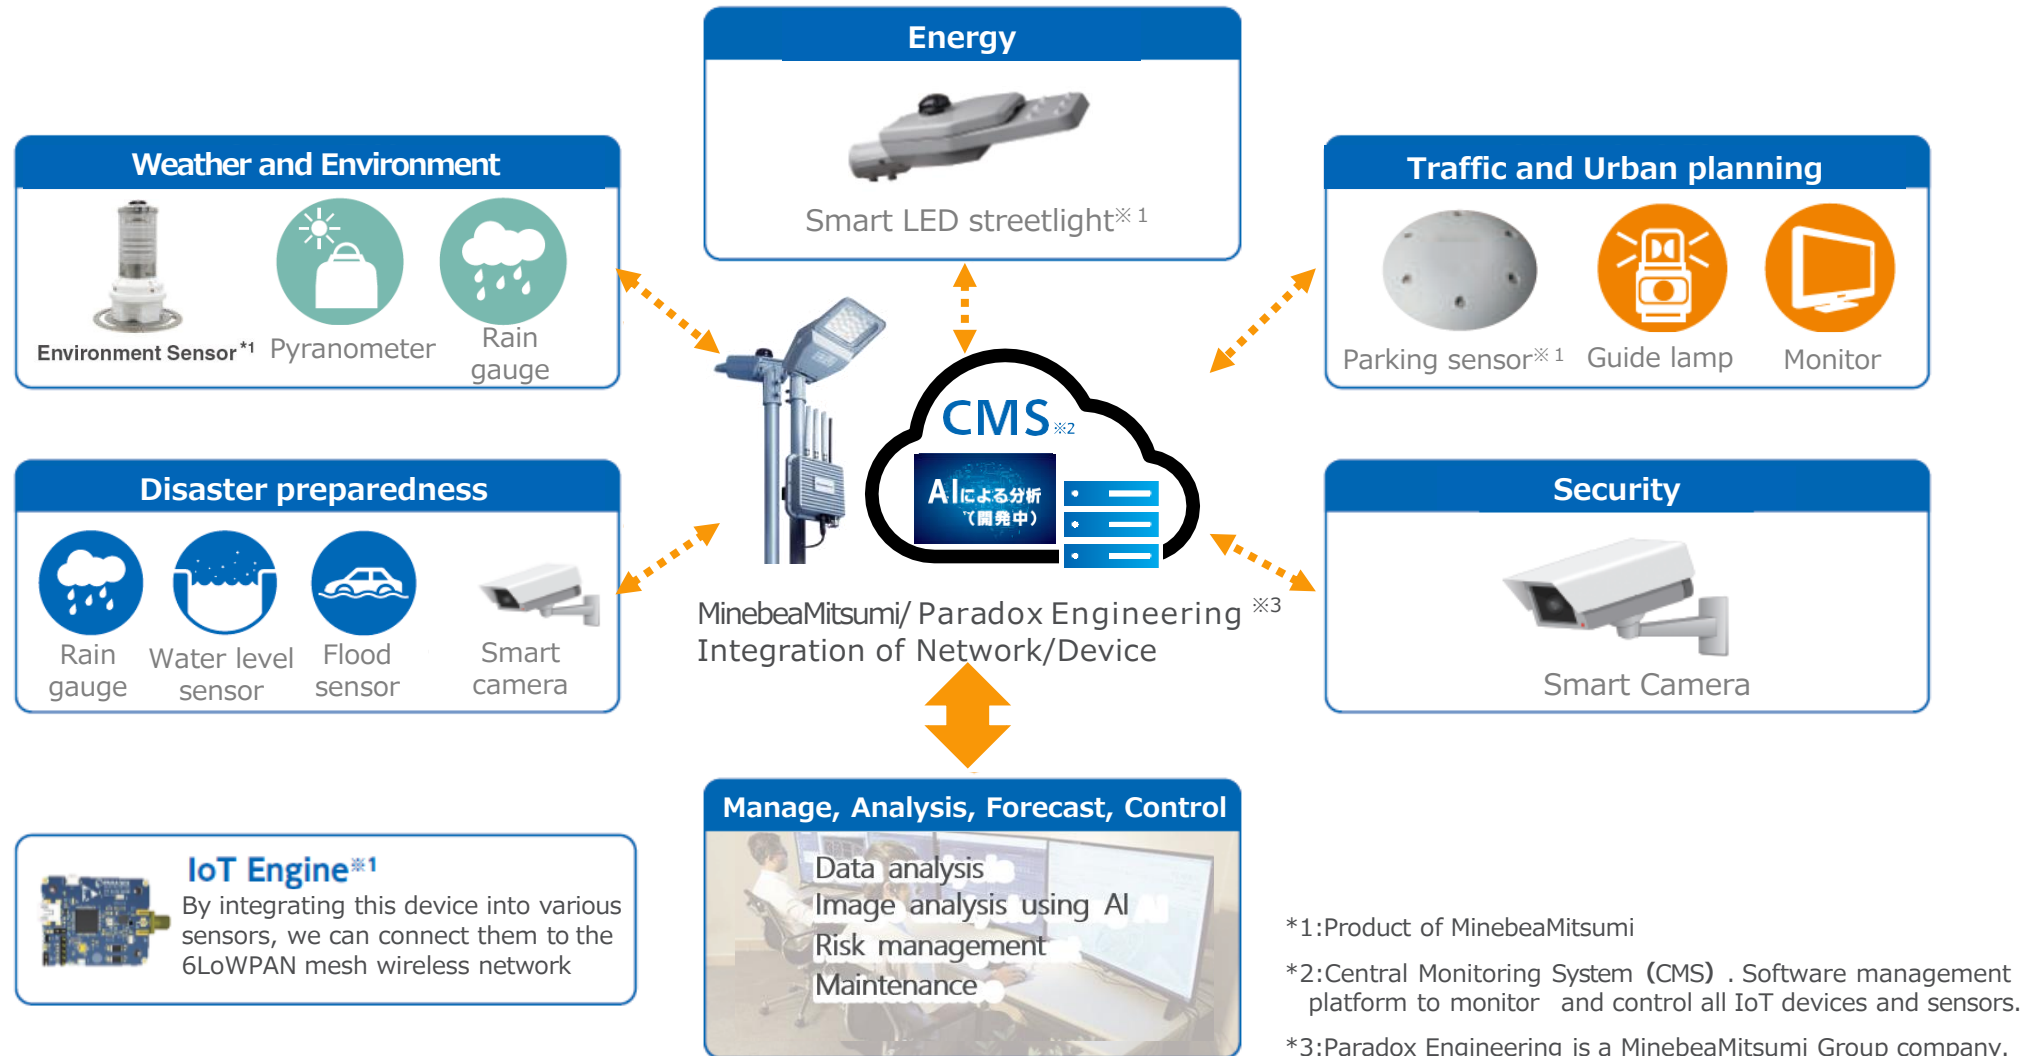 Energy
Smart LED streetlight※1
Weather and Environment
Environment Sensor*1
Pyranometer
Rain
gauge
Traffic and Urban planning
Parking sensor※1
Guide lamp
Monitor
CMS※2
AIによる分析
(開発中)
Disaster preparedness
Rain
gauge
Water level
sensor
Flood
sensor
Smart
camera
Security
Smart Camera
MinebeaMitsumi/ Paradox Engineering ※3
Integration of Network/Device
Manage, Analysis, Forecast, Control
Data analysis
Image analysis using AI
Risk management
Maintenance
IoT Engine※1
By integrating this device into various
sensors, we can connect them to the
6LoWPAN mesh wireless network
*1:Product of MinebeaMitsumi
*2:Central Monitoring System (CMS) . Software management
platform to monitor and control all IoT devices and sensors.
*3:Paradox Engineering is a MinebeaMitsumi Group company.